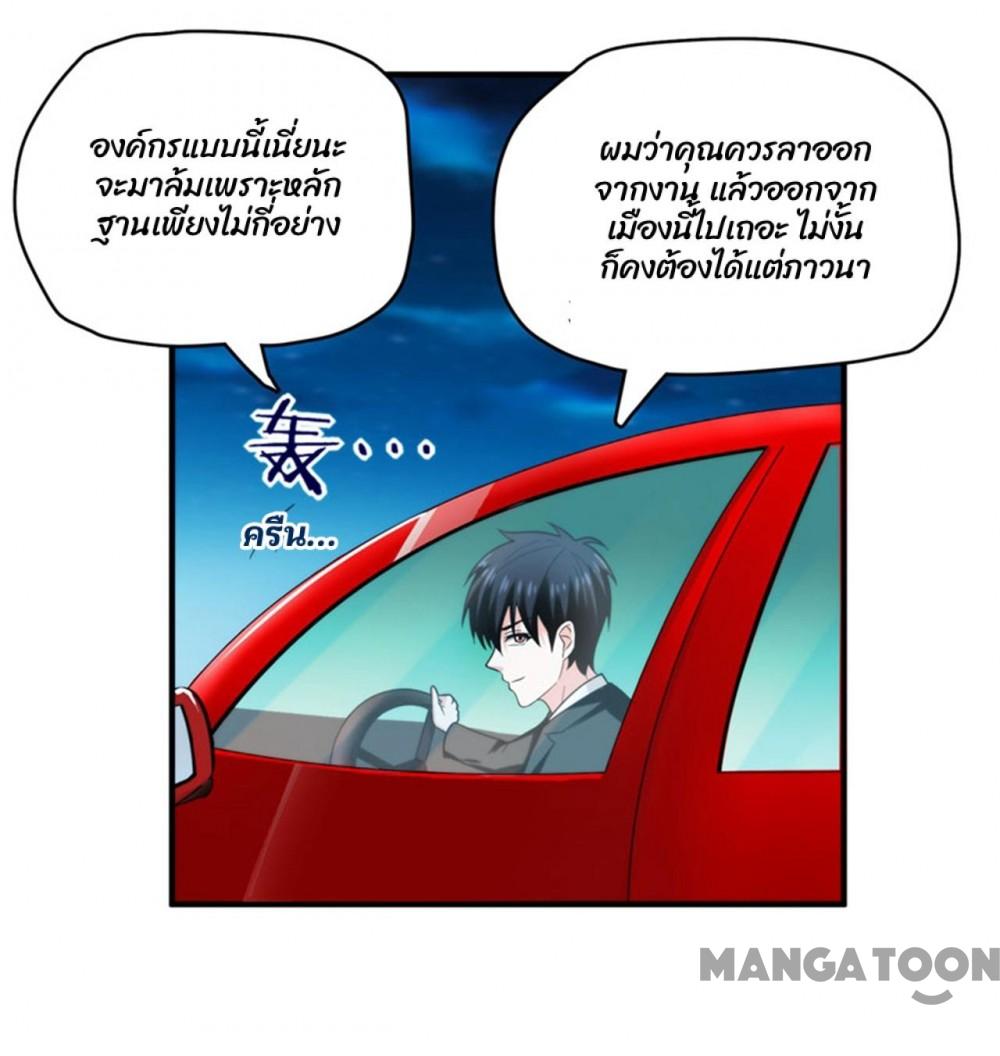 องค์กรแบบนี้เนี่ยนะ
จะมาล้มเพราะหลัก
ฐานเพียงไม่กี่อย่าง
ผมว่าคุณควรลาออก
จากงาน แล้วออกจาก
เมืองนี้ไปเถอะ ไม่งั้น
ก็คงต้องได้แต่ภาวนา
轰...
ครืน...
MANGATOON